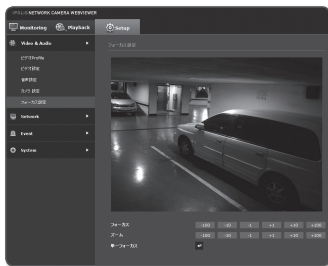 iPOLiS NETWORK CAMERA WEBVIEWER
Monitoring
Playback
Setup
Video & Audio
ビデオProfile
ビデオ設定
音声設定
カメラ 設定
フォーカス設定
Network
Event
System
フォーカス設定
フォーカス
-100 -10 -1 +1 +10 +100
ズーム
-100 -10 -1 +1 +10 +100
単一フォーカス